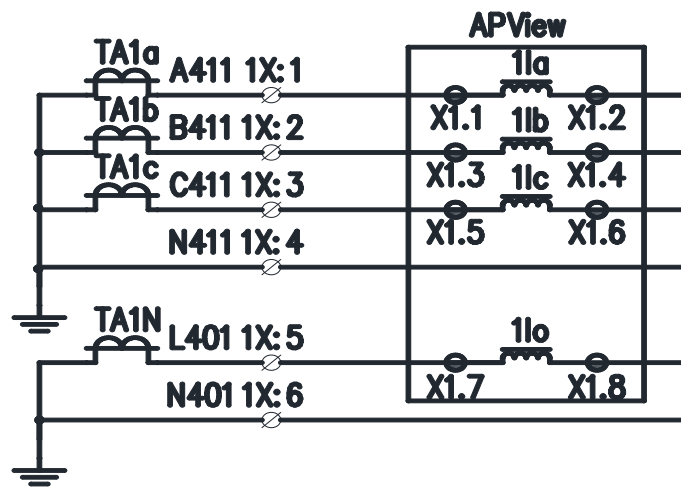 APView
TA1a A411 1X:1 1Ia
X1.1 X1.2
TA1b B411 1X:2 1Ib
X1.3 X1.4
TA1c C411 1X:3 1Ic
X1.5 X1.6
N411 1X:4
TA1N L401 1X:5 1Io
X1.7 X1.8
N401 1X:6